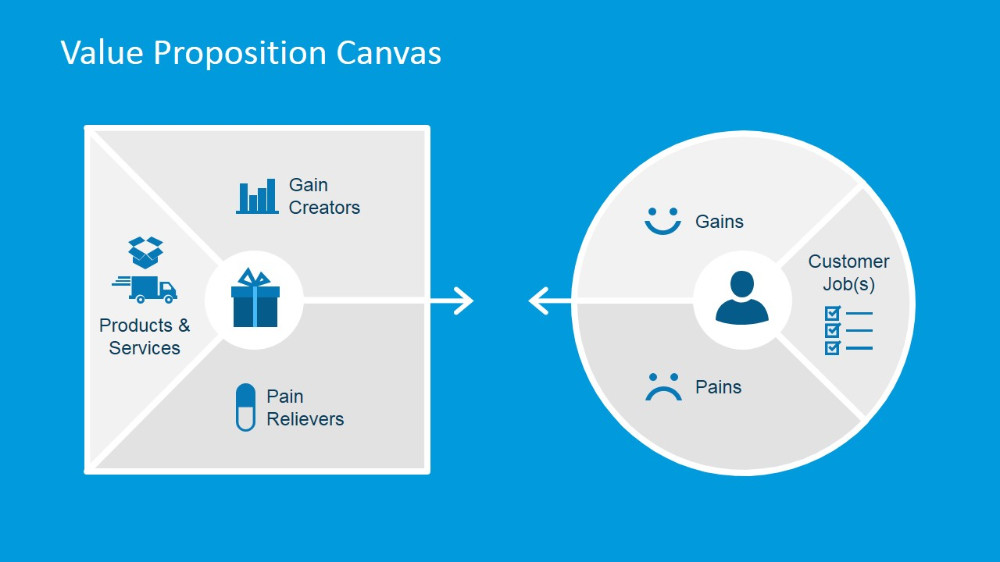 Value Proposition Canvas
Gain
Creators
Products &
Services
Pain
Relievers
Gains
Customer
Job(s)
Pains